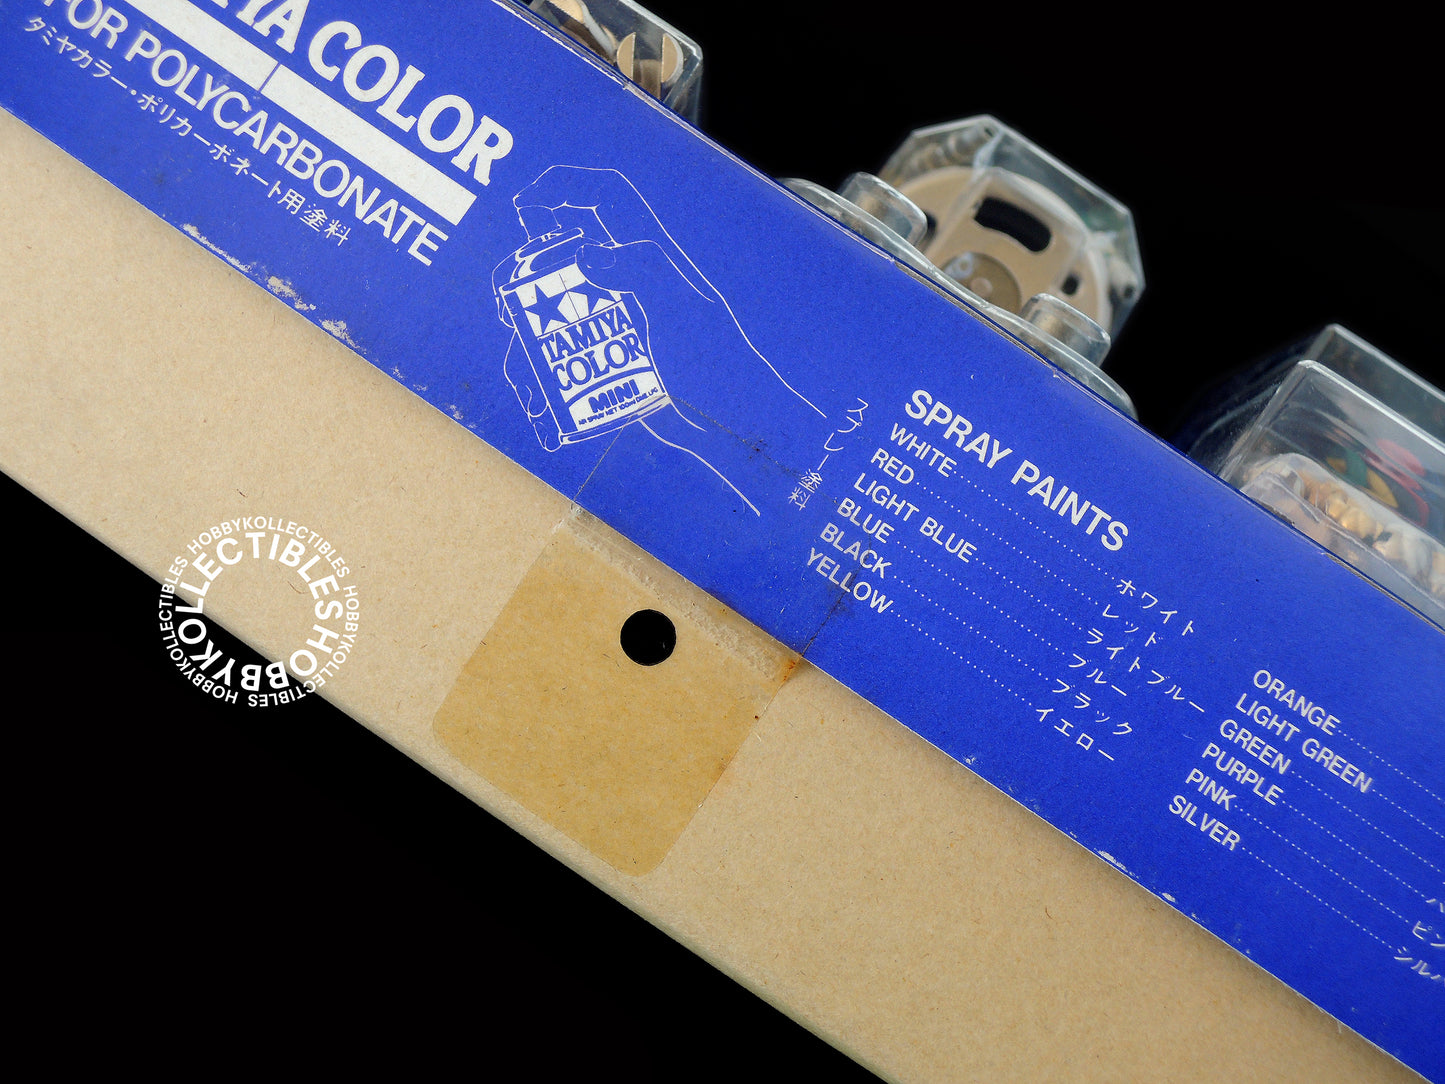 COLOR
FOR POLYCARBONATE
タミヤカラー・ポリカーボネート用塗料
TAMIYA
COLOR
MINI
スプレー塗料
SPRAY PAINTS
WHITE ホワイト
RED レッド
LIGHT BLUE ライトブルー
BLUE ブルー
BLACK ブラック
YELLOW イエロー
ORANGE
LIGHT GREEN
GREEN
PURPLE
PINK
SILVER
HOBBYKOLLECTIBLES HOBBYKOLLECTIBLES HOBBYKOLLECTIBLES
HOBBYKOLLECTIBLES